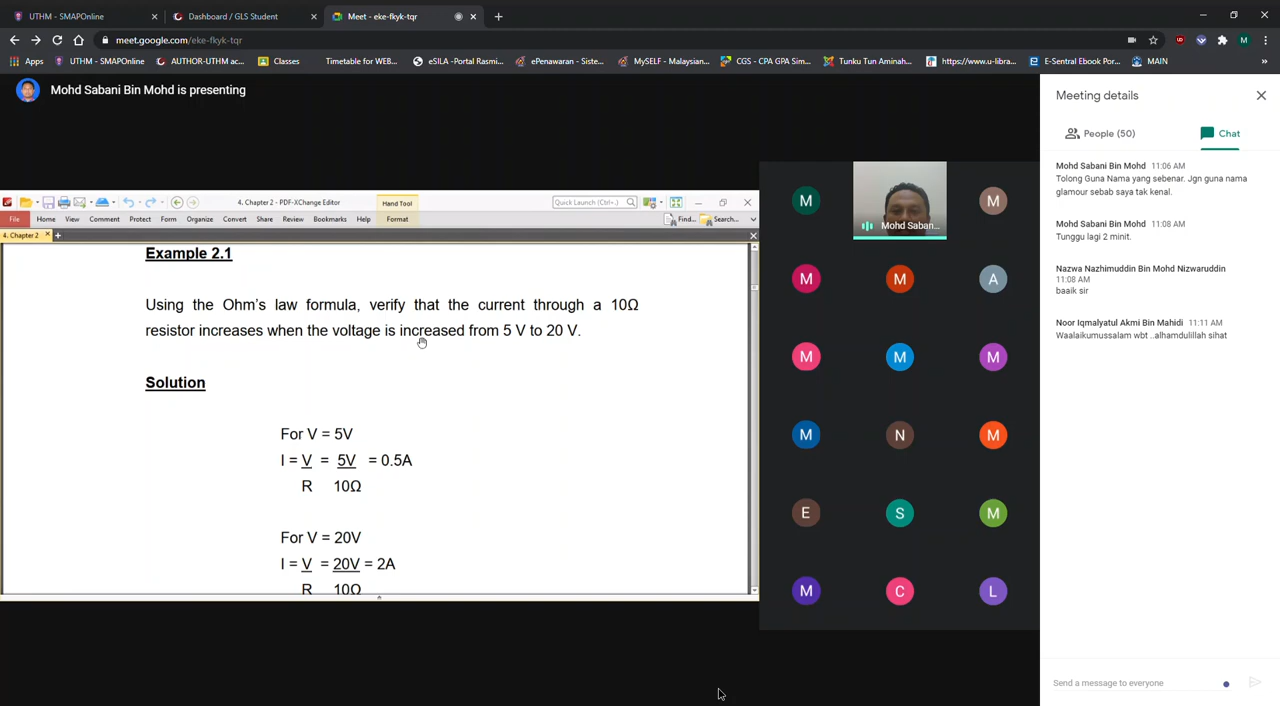 UTHM - SMAPOnline
Dashboard / GLS Student
Meet - eke-fkyk-tqr
meet.google.com/eke-fkyk-tqr
M
Apps
UTHM - SMAPOnline
AUTHOR-UTHM ac...
Classes
Timetable for WEB...
eSILA -Portal Rasmi...
ePenawaran - Siste...
MySELF - Malaysian...
CGS - CPA GPA Sim...
Tunku Tun Aminah...
https://www.u-libra...
E-Sentral Ebook Por...
MAIN
»
Mohd Sabani Bin Mohd is presenting
4. Chapter 2 - PDF-XChange Editor
Hand Tool
Quick Launch (Ctrl+.)
File
Home
View
Comment
Protect
Form
Organize
Convert
Share
Review
Bookmarks
Help
Format
Find...
Search...
4. Chapter 2
Example 2.1
Using the Ohm's law formula, verify that the current through a 10Ω
resistor increases when the voltage is increased from 5 V to 20 V.
Solution
For V = 5V
I = V = 5V = 0.5A
R 10Ω
For V = 20V
I = V = 20V = 2A
R 10Ω
M
Mohd Saban...
M
M
M
A
M
M
M
M
N
M
E
S
M
M
C
L
Meeting details
People (50)
Chat
Mohd Sabani Bin Mohd 11:06 AM
Tolong Guna Nama yang sebenar. Jgn guna nama
glamour sebab saya tak kenal.
Mohd Sabani Bin Mohd 11:08 AM
Tunggu lagi 2 minit.
Nazwa Nazhimuddin Bin Mohd Nizwaruddin
11:08 AM
baaik sir
Noor Iqmalyatul Akmi Bin Mahidi 11:11 AM
Waalaikumussalam wbt ..alhamdulillah sihat
Send a message to everyone